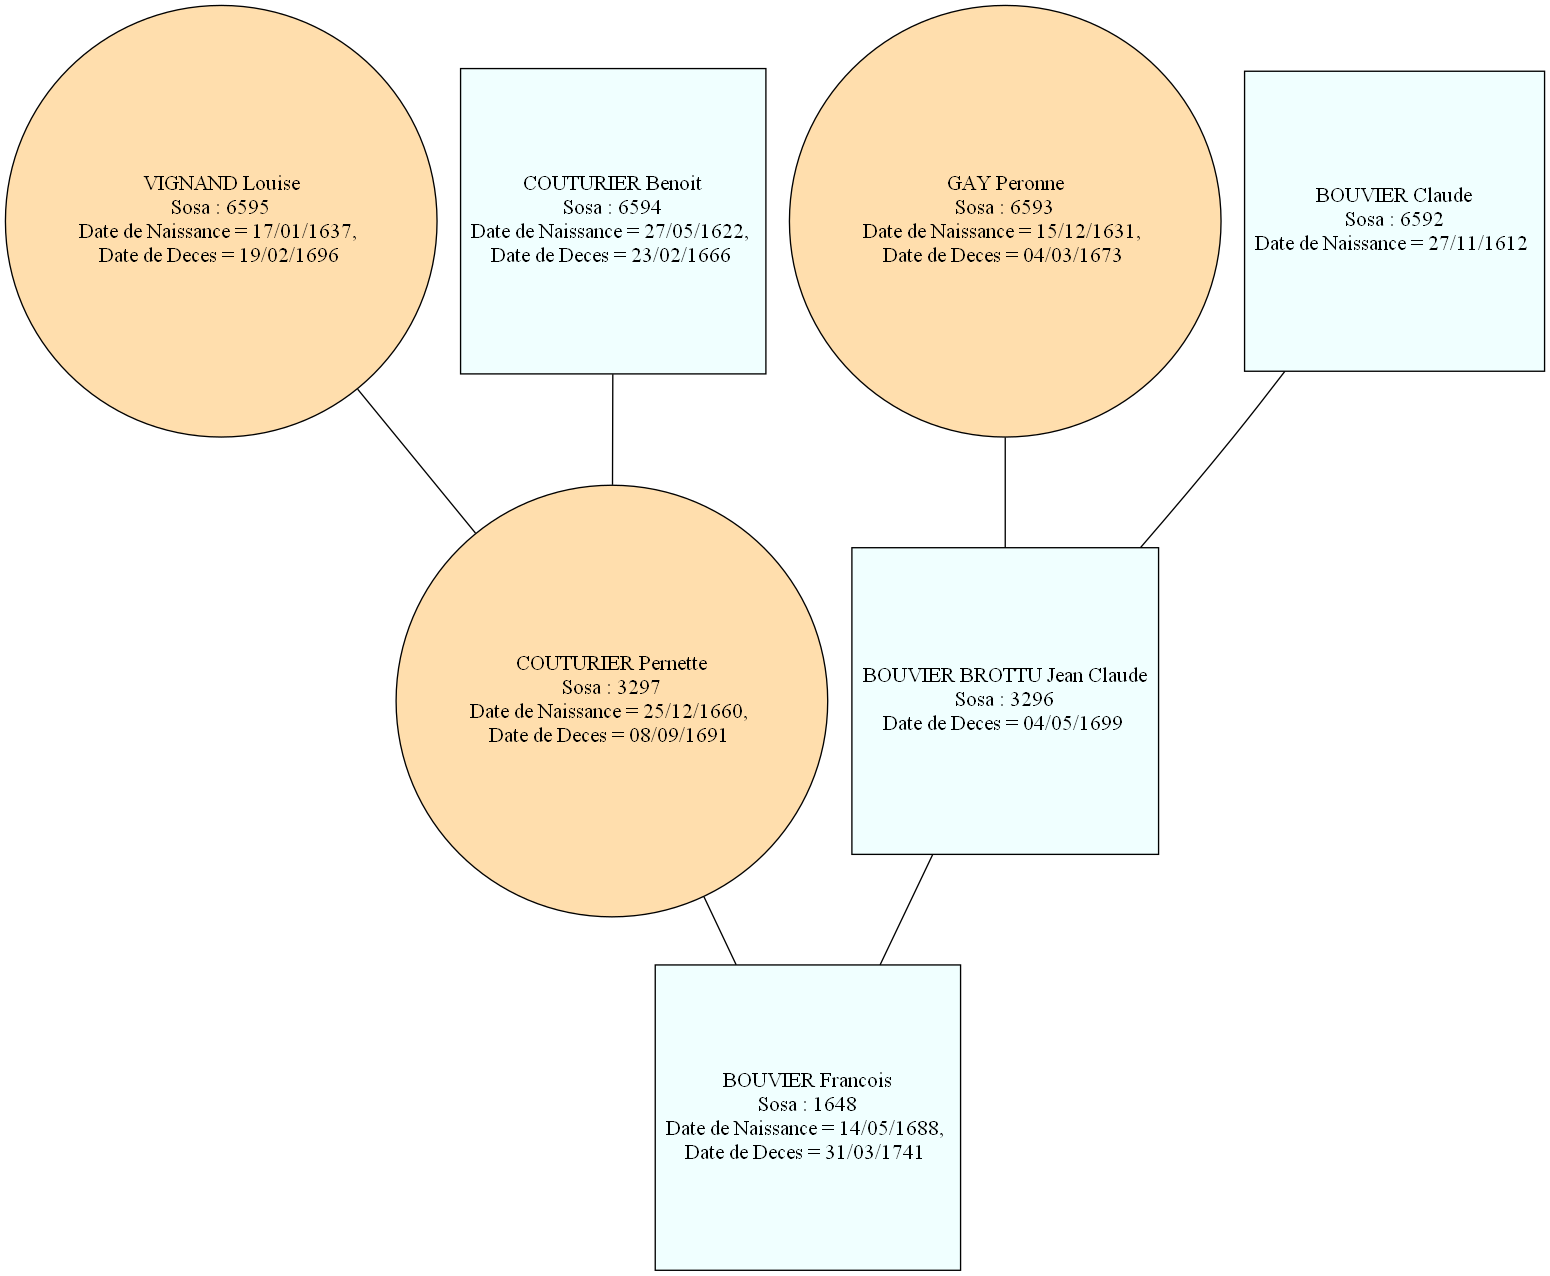 VIGNAND Louise
Sosa : 6595
Date de Naissance = 17/01/1637,
Date de Deces = 19/02/1696
COUTURIER Benoit
Sosa : 6594
Date de Naissance = 27/05/1622,
Date de Deces = 23/02/1666
GAY Peronne
Sosa : 6593
Date de Naissance = 15/12/1631,
Date de Deces = 04/03/1673
BOUVIER Claude
Sosa : 6592
Date de Naissance = 27/11/1612
COUTURIER Pernette
Sosa : 3297
Date de Naissance = 25/12/1660,
Date de Deces = 08/09/1691
BOUVIER BROTTU Jean Claude
Sosa : 3296
Date de Deces = 04/05/1699
BOUVIER Francois
Sosa : 1648
Date de Naissance = 14/05/1688,
Date de Deces = 31/03/1741